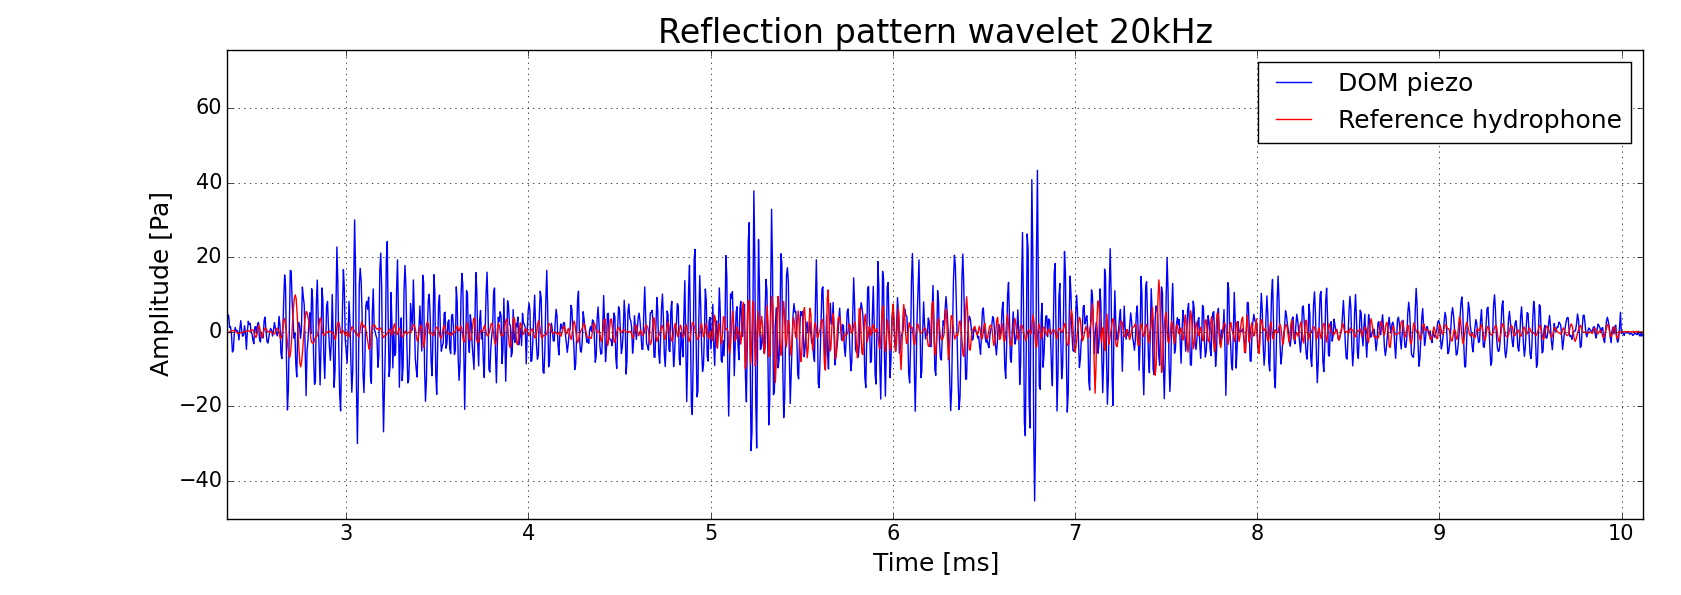 Reflection pattern wavelet 20kHz
DOM piezo
Reference hydrophone
Amplitude [Pa]
60
40
20
0
−20
−40
3 4 5 6 7 8 9 10
Time [ms]